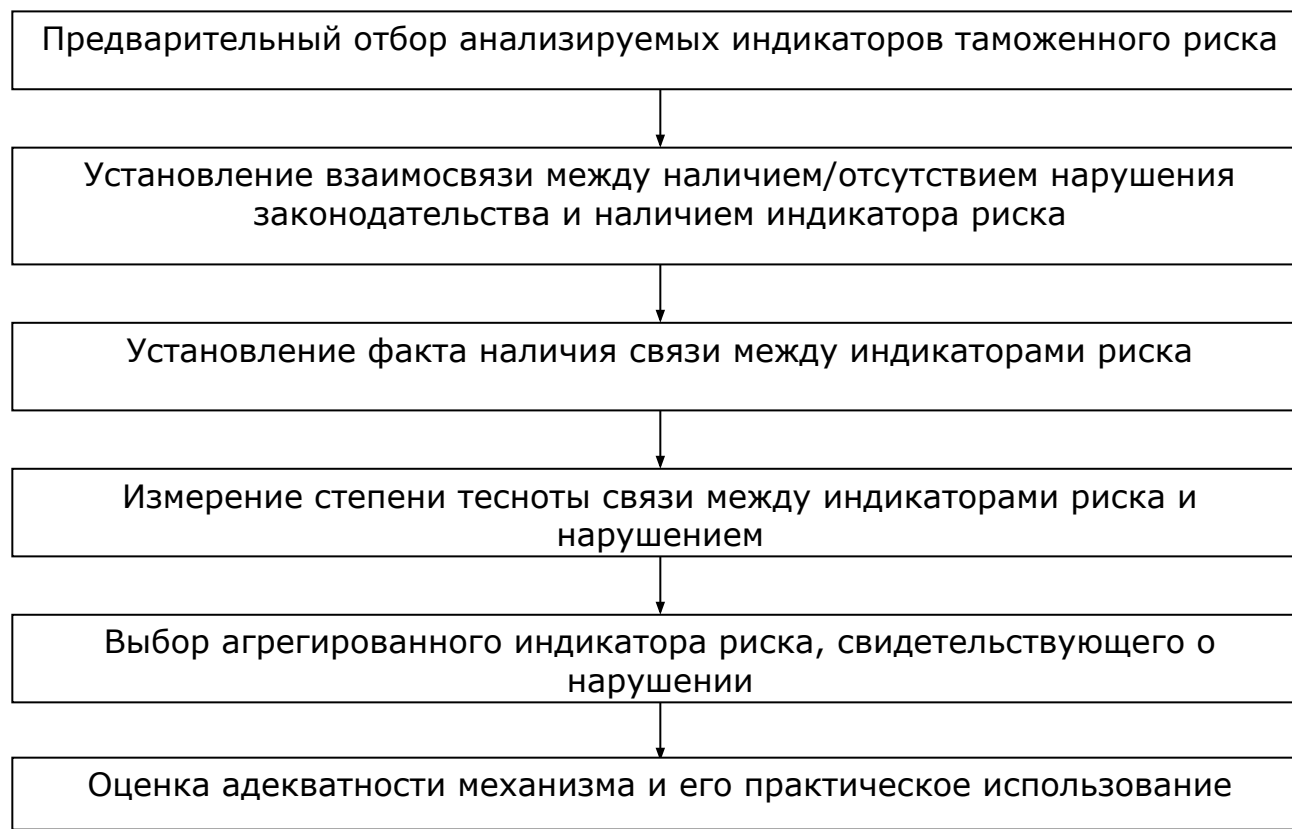 Предварительный отбор анализируемых индикаторов таможенного риска
Установление взаимосвязи между наличием/отсутствием нарушения
законодательства и наличием индикатора риска
Установление факта наличия связи между индикаторами риска
Измерение степени тесноты связи между индикаторами риска и
нарушением
Выбор агрегированного индикатора риска, свидетельствующего о
нарушении
Оценка адекватности механизма и его практическое использование